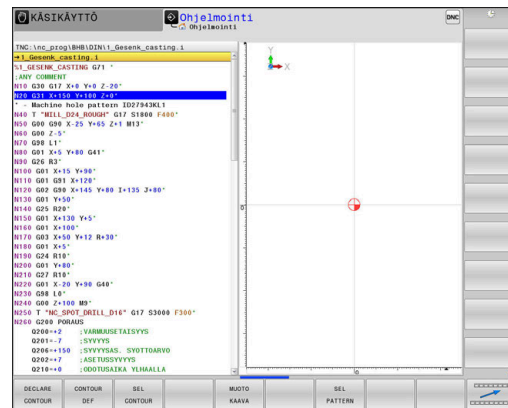 KÄSIKÄYTTÖ
Ohjelmointi
Ohjelmointi
DNC
TNC:\nc_prog\BHB\DIN\1_Gesenk_casting.i
→1_Gesenk_casting.i
%1_GESENK_CASTING G71 *
;ANY COMMENT
N10 G30 G17 X+0 Y+0 Z-20*
N20 G31 X+150 Y+100 Z+0*
* - Machine hole pattern ID27943KL1
N40 T "MILL_D24_ROUGH" G17 S1800 F400*
N50 G00 G90 X-25 Y+65 Z+1 M13*
N60 G00 Z-5*
N70 G98 L1*
N80 G01 X+5 Y+80 G41*
N90 G26 R3*
N100 G01 X+15 Y+90*
N110 G01 G91 X+120*
N120 G02 G90 X+145 Y+80 I+135 J+80*
N130 G01 Y+50*
N140 G25 R20*
N150 G01 X+130 Y+5*
N160 G01 X+100*
N170 G03 X+50 Y+12 R+30*
N180 G01 X+5*
N190 G24 R10*
N200 G01 Y+80*
N210 G27 R10*
N220 G01 X-20 Y+90 G40*
N230 G98 L0*
N240 G00 Z+100 M9*
N250 T "NC_SPOT_DRILL_D16" G17 S3000 F300*
N260 G200 PORAUS
Q200=+2 ;VARMUUSETAISYYS
Q201=-7 ;SYVYYS
Q206=+150 ;SYVYYSAS. SYOTTOARVO
Q202=+7 ;ASETUSSYVYYS
Q210=+0 ;ODOTUSAIKA YLHAALLA
Y
X
0
0
DECLARE
CONTOUR
CONTOUR
DEF
SEL
CONTOUR
MUOTO
KAAVA
SEL
PATTERN